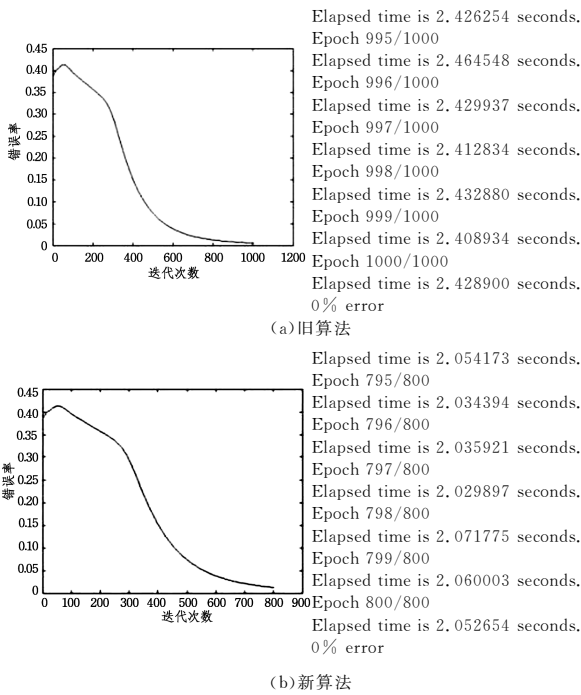 Elapsed time is 2.426254 seconds.
Epoch 995/1000
Elapsed time is 2.464548 seconds.
Epoch 996/1000
Elapsed time is 2.429937 seconds.
Epoch 997/1000
Elapsed time is 2.412834 seconds.
Epoch 998/1000
Elapsed time is 2.432880 seconds.
Epoch 999/1000
Elapsed time is 2.408934 seconds.
Epoch 1000/1000
Elapsed time is 2.428900 seconds.
0% error
0.45
0.40
0.35
0.30
0.25
0.20
0.15
0.10
0.05
0
错误率
200 400 600 800 1000 1200
迭代次数
(a)旧算法
Elapsed time is 2.054173 seconds.
Epoch 795/800
Elapsed time is 2.034394 seconds.
Epoch 796/800
Elapsed time is 2.035921 seconds.
Epoch 797/800
Elapsed time is 2.029897 seconds.
Epoch 798/800
Elapsed time is 2.071775 seconds.
Epoch 799/800
Elapsed time is 2.060003 seconds.
Epoch 800/800
Elapsed time is 2.052654 seconds.
0% error
0.45
0.40
0.35
0.30
0.25
0.20
0.15
0.10
0.05
0
错误率
0 100 200 300 400 500 600 700 800 900
迭代次数
(b)新算法